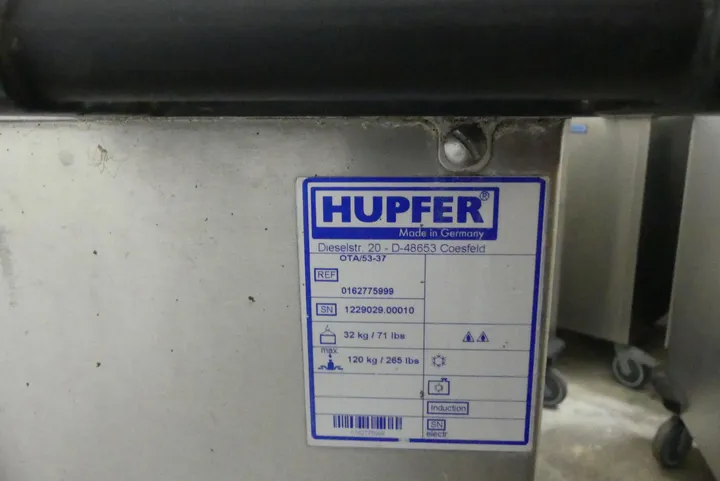 HUPFER®
Made in Germany
Dieselstr. 20 - D-48653 Coesfeld
OTA/53-37
REF
0162775999
SN 1229029.00010
32 kg / 71 lbs
max.
120 kg / 265 lbs
Induction
SN
electr.